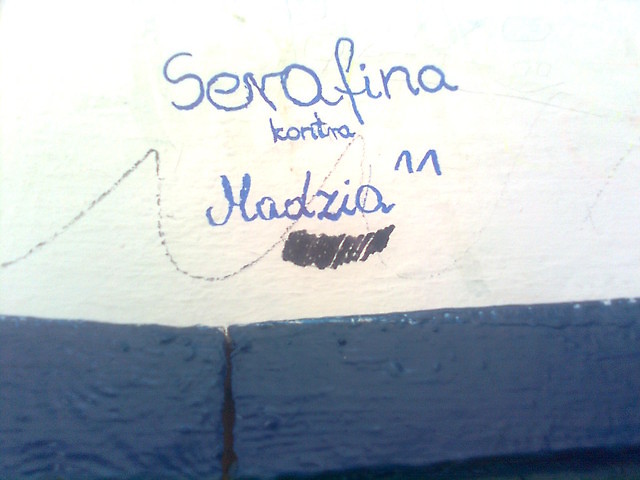 Serafina
kontra
Madzia 11